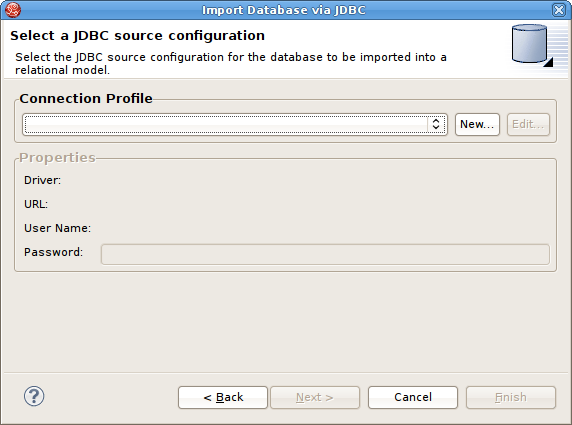 Import Database via JDBC
Select a JDBC source configuration
Select the JDBC source configuration for the database to be imported into a
relational model.
Connection Profile
New... Edit...
Properties
Driver:
URL:
User Name:
Password:
? < Back Next > Cancel Finish